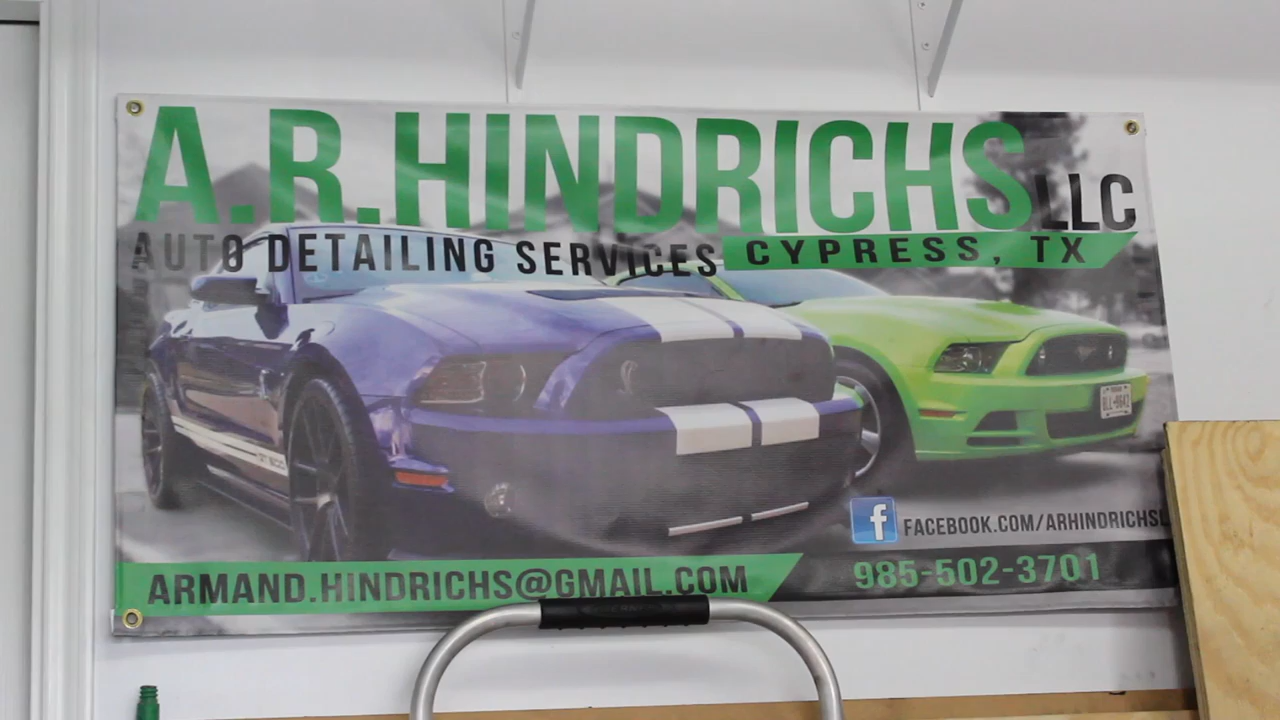 A.R.HINDRICHS LLC
AUTO DETAILING SERVICES CYPRESS, TX
FACEBOOK.COM/ARHINDRICHSL
ARMAND.HINDRICHS@GMAIL.COM 985-502-3701